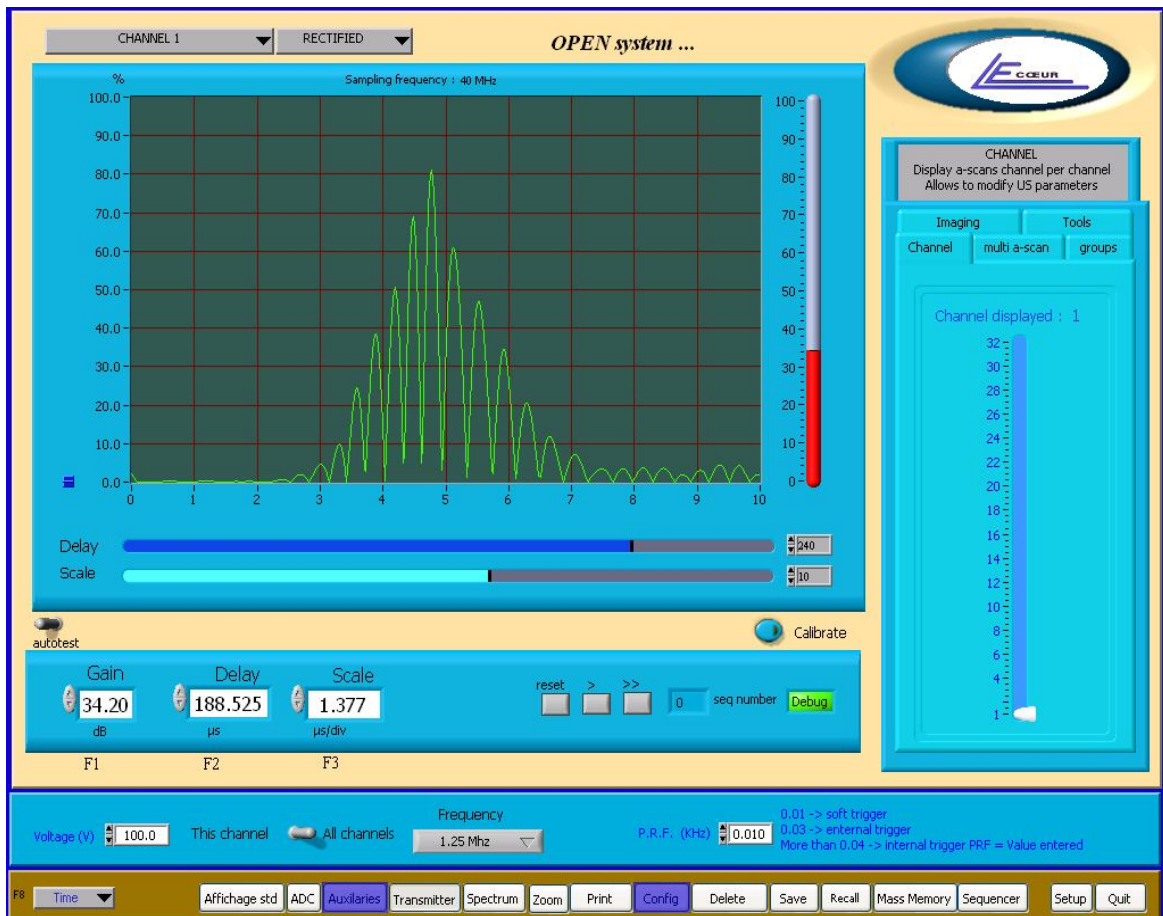 CHANNEL 1
RECTIFIED
OPEN system ...
LE CŒUR
%
Sampling frequency : 40 MHz
100.0
90.0
80.0
70.0
60.0
50.0
40.0
30.0
20.0
10.0
0.0
0 1 2 3 4 5 6 7 8 9 10
100
90
80
70
60
50
40
30
20
10
0
Delay
240
Scale
10
CHANNEL
Display a-scans channel per channel
Allows to modify US parameters
Imaging Tools
Channel multi a-scan groups
Channel displayed : 1
32
30
28
26
24
22
20
18
16
14
12
10
8
6
4
1
autotest
Calibrate
Gain Delay Scale
34.20 188.525 1.377
dB µs µs/div
F1 F2 F3
reset > >>
0 seq number Debug
Voltage (V) 100.0
This channel All channels
Frequency
1.25 Mhz
P.R.F. (KHz) 0.010
0.01 -> soft trigger
0.03 -> enternal trigger
More than 0.04 -> internal trigger PRF = Value entered
F8 Time Affichage std ADC Auxilaries Transmitter Spectrum Zoom Print Config Delete Save Recall Mass Memory Sequencer Setup Quit